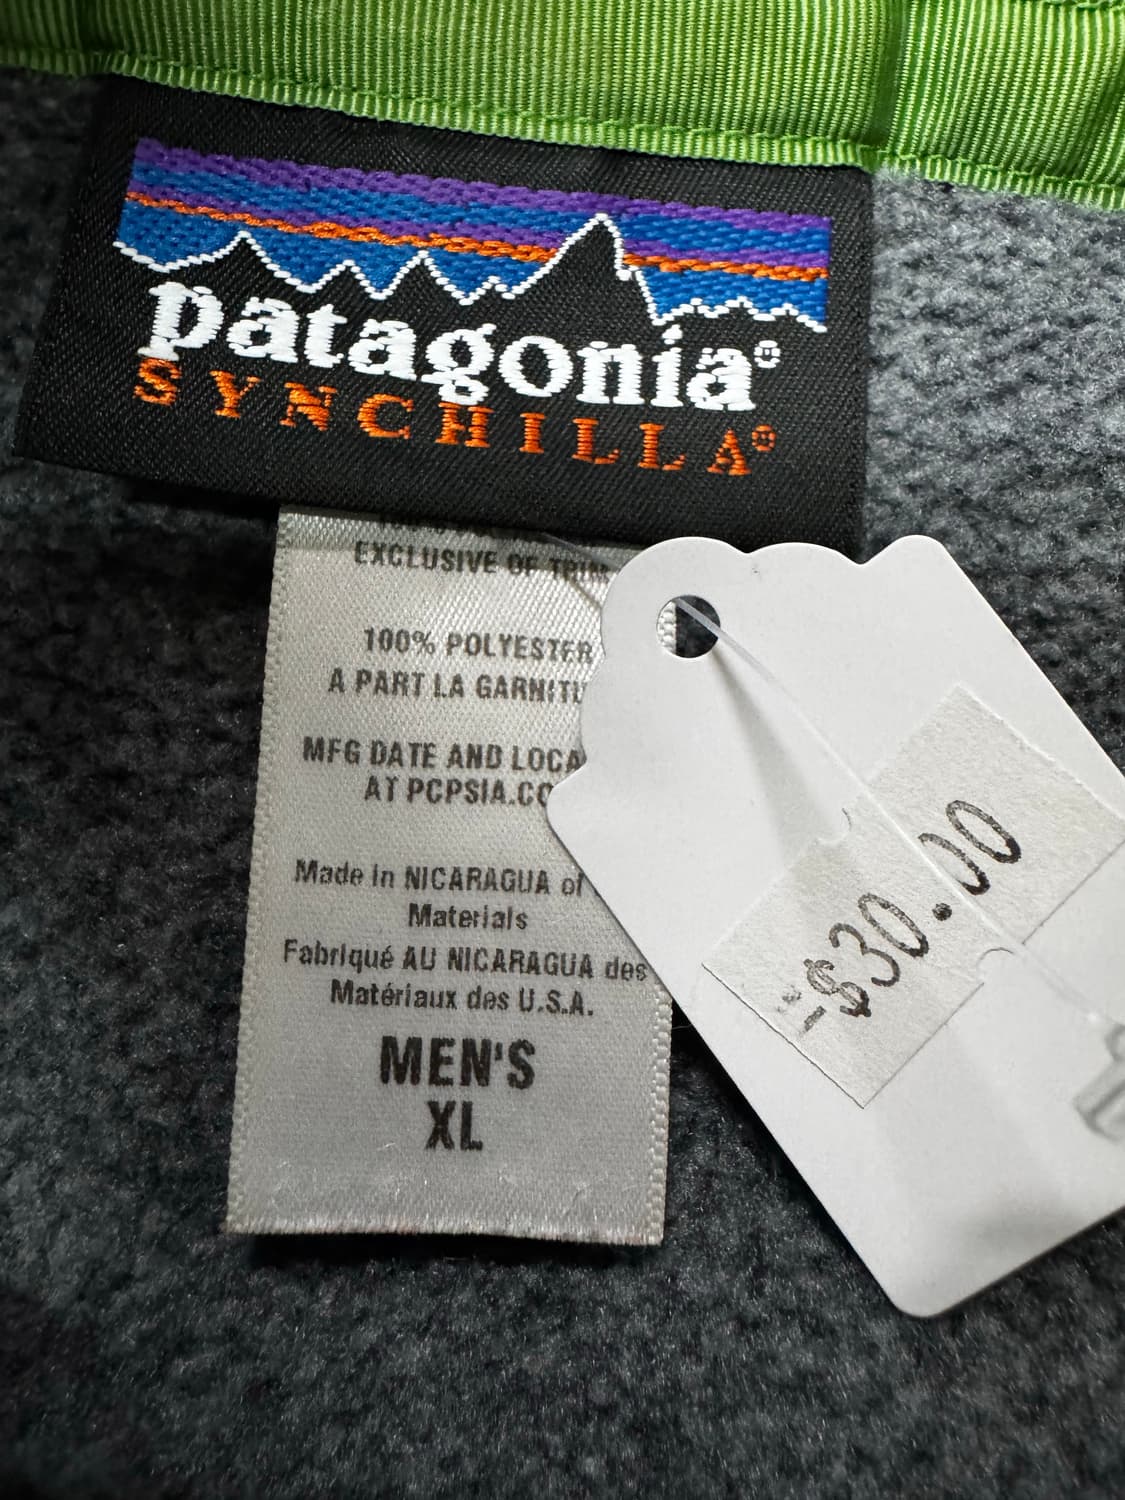 patagonia®
SYNCHILLA®
EXCLUSIVE OF TRIM
100% POLYESTER
A PART LA GARNITU
MFG DATE AND LOCA
AT PCPSIA.CO
Made in NICARAGUA of
Materials
Fabriqué AU NICARAGUA des
Matériaux des U.S.A.
MEN'S
XL
$30.00